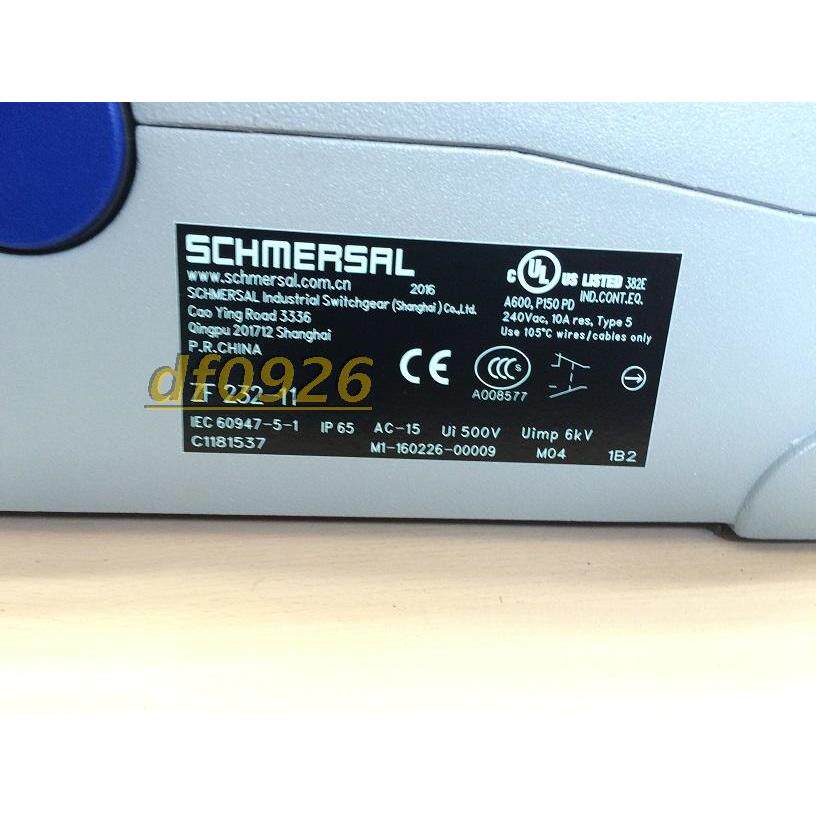 SCHMERSAL
www.schmersal.com.cn 2016
SCHMERSAL Industrial Switchgear (Shanghai) Co.,Ltd.
Cao Ying Road 3336
Qingpu 201712 Shanghai
P.R.CHINA
ZF 232-11
df0926
C UL US LISTED 382E
IND.CONT.EQ.
A600, P150 PD
240Vac, 10A res, Type 5
Use 105°C wires/cables only
CE
CCC S
A008577
IEC 60947-5-1 IP 65 AC-15 Ui 500V Uimp 6kV
C1181537 M1-160226-00009 M04 1B2